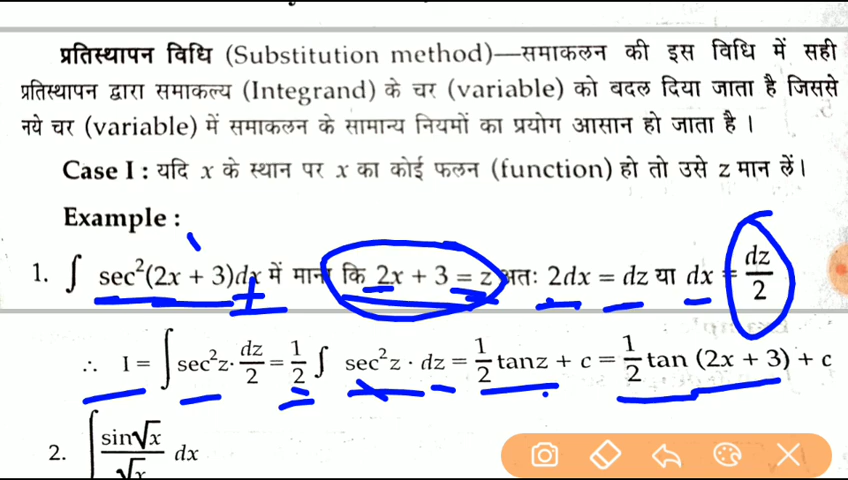 प्रतिस्थापन विधि (Substitution method)—समाकलन की इस विधि में सही
प्रतिस्थापन द्वारा समाकल्य (Integrand) के चर (variable) को बदल दिया जाता है जिससे
नये चर (variable) में समाकलन के सामान्य नियमों का प्रयोग आसान हो जाता है ।
Case I : यदि x के स्थान पर x का कोई फलन (function) हो तो उसे z मान लें।
Example :
1. ∫ sec²(2x + 3)dx में माना कि 2x + 3 = z अतः 2dx = dz या dx = dz/2
∴ I = ∫ sec²z · dz/2 = 1/2 ∫ sec²z · dz = 1/2 tanz + c = 1/2 tan (2x + 3) + c
2. ∫ sin√x/√x dx